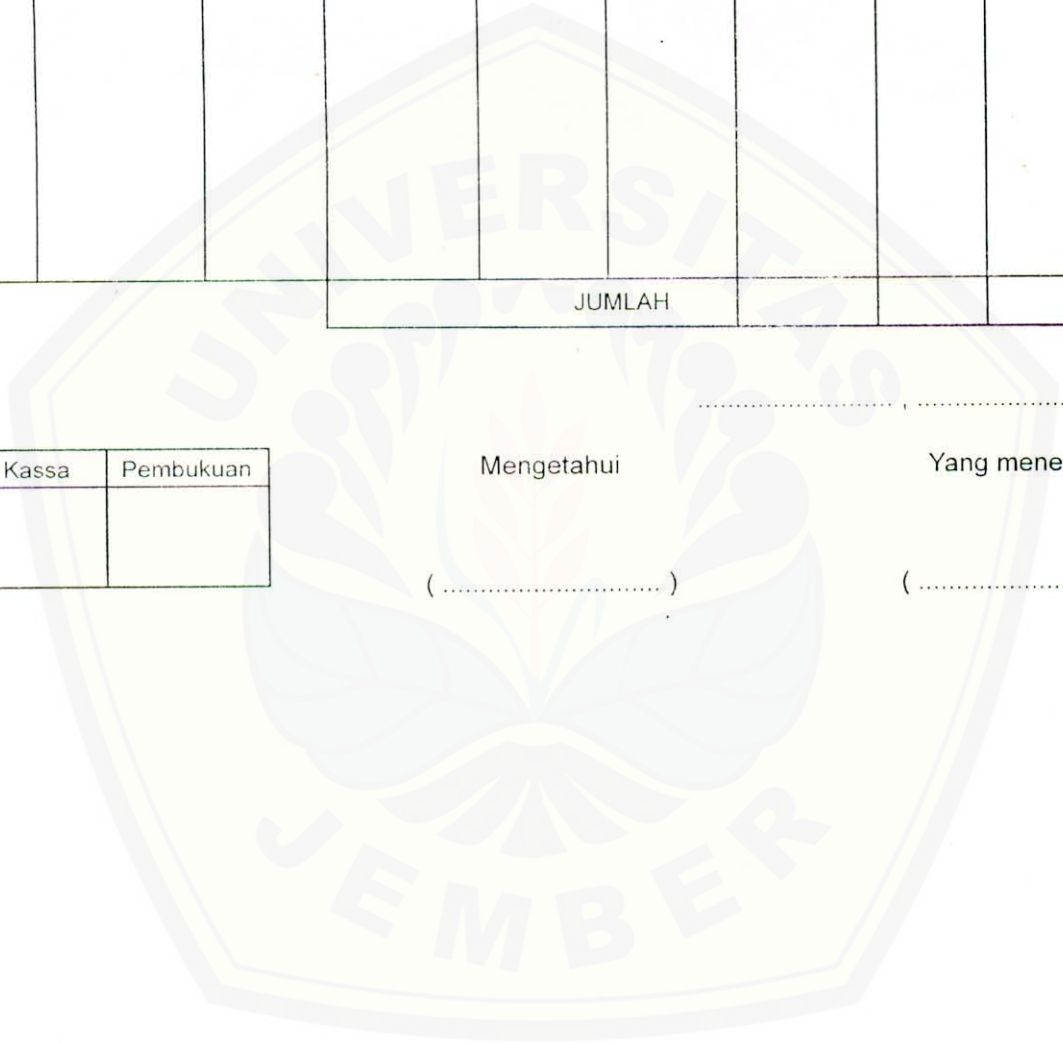 UNIVERSITAS
JUMLAH
.........................., ....................
Kassa Pembukuan Mengetahui Yang mene
( ............................. ) ( ....................
JEMBER